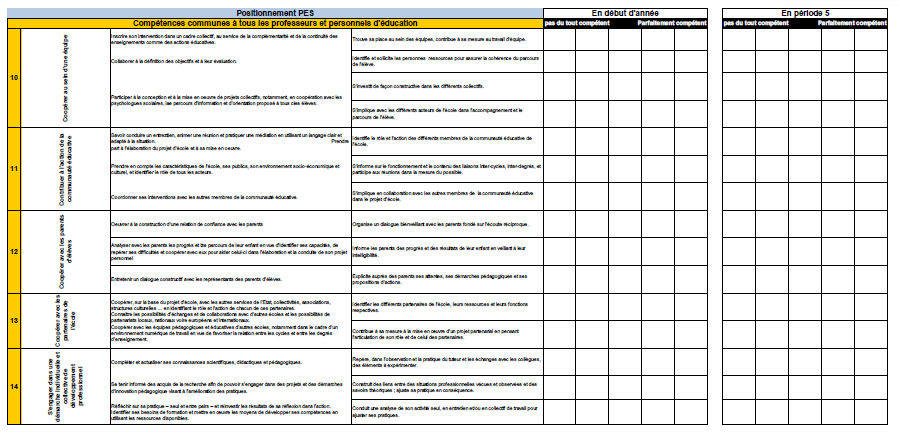 Positionnement PES
En début d'année
En période 5
Compétences communes à tous les professeurs et personnels d'éducation
pas du tout compétent
Parfaitement compétent
pas du tout compétent
Parfaitement compétent
10
Coopérer au sein d'une équipe
Inscrire son intervention dans un cadre collectif, au service de la complémentarité et de la continuité des
enseignements comme des actions éducatives.
Collaborer à la définition des objectifs et à leur évaluation.
Participer à la conception et à la mise en oeuvre de projets collectifs, notamment, en coopération avec les
psychologues scolaires, les parcours d'information et d'orientation proposé à tous les élèves.
Trouve sa place au sein des équipes, contribue à sa mesure au travail d'équipe.
Identifie et sollicite les personnes ressources pour assurer la cohérence du parcours
de l'élève.
S'investit de façon constructive dans les différents collectifs.
S'implique avec les différents acteurs de l'école dans l'accompagnement et le
parcours de l'élève.
11
Contribuer à l'action de la
communauté éducative
Savoir conduire un entretien, animer une réunion et pratiquer une médiation en utilisant un langage clair et
adapté à la situation. Prendre
part à l'élaboration du projet d'école et à sa mise en oeuvre.
Prendre en compte les caractéristiques de l'école, ses publics, son environnement socio-économique et
culturel, et identifier le rôle de tous les acteurs.
Coordonner ses interventions avec les autres membres de la communauté éducative.
Identifie le rôle et l'action des différents membres de la communauté éducative de
l'école.
S'informe sur le fonctionnement et le contenu des liaisons inter-cycles, inter-degrés, et
participe aux réunions dans la mesure du possible.
S'implique en collaboration avec les autres membres de la communauté éducative
dans le projet d'école.
12
Coopérer avec les parents
d'élèves
Oeuvrer à la construction d'une relation de confiance avec les parents
Analyser avec les parents les progrès et le parcours de leur enfant en vue d'identifier ses capacités, de
repérer ses difficultés et coopérer avec eux pour aider celui-ci dans l'élaboration et la conduite de son projet
personnel
Entretenir un dialogue constructif avec les représentants des parents d'élèves.
Organise un dialogue bienveillant avec les parents fondé sur l'écoute réciproque.
Informe les parents des progrès et des résultats de leur enfant en veillant à leur
intelligibilité.
Explicite auprès des parents ses attentes, ses démarches pédagogiques et ses
propositions d'actions.
13
Coopérer avec les
partenaires de
l'école
Coopérer, sur la base du projet d'école, avec les autres services de l'Etat, collectivités, associations,
structures culturelles … en identifiant le rôle et l'action de chacun de ces partenaires.
Connaître les possibilités d'échanges et de collaborations avec d'autres écoles et les possibilités de
partenariats locaux, nationaux voire européens et internationaux.
Coopérer avec les équipes pédagogiques et éducatives d'autres écoles, notamment dans le cadre d'un
environnement numérique de travail en vue de favoriser la relation entre les cycles et entre les degrés
d'enseignement.
Identifier les différents partenaires de l'école, leur ressources et leurs fonctions
respectives.
Contribue à sa mesure à la mise en oeuvre d'un projet partenarial en pensant
l'articulation de son rôle et de celui des partenaires.
14
S'engager dans une
démarche individuelle et
collective de
développement
professionnel
Compléter et actualiser ses connaissances scientifiques, didactiques et pédagogiques.
Se tenir informé des acquis de la recherche afin de pouvoir s'engager dans des projets et des démarches
d'innovation pédagogique visant à l'amélioration des pratiques.
Réfléchir sur sa pratique – seul et entre pairs – et réinvestir les résultats de sa réflexion dans l'action.
Identifier ses besoins de formation et mettre en oeuvre les moyens de développer ses compétences en
utilisant les ressources disponibles.
Repère, dans l'observation et la pratique du tuteur et les échanges avec les collègues,
des éléments à expérimenter.
Construit des liens entre des situations professionnelles vécues et observées et des
savoirs théoriques ; ajuste sa pratique en conséquence.
Conduit une analyse de son activité seul, en entretien et/ou en collectif de travail pour
ajuster ses pratiques.